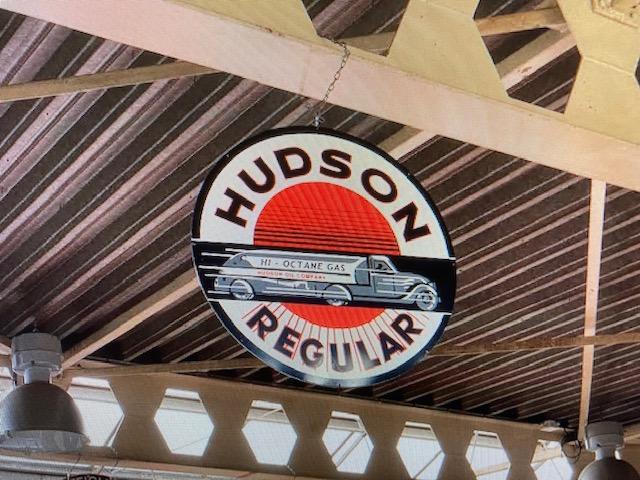 HUDSON
HI - OCTANE GAS
HUDSON OIL COMPANY
REGULAR